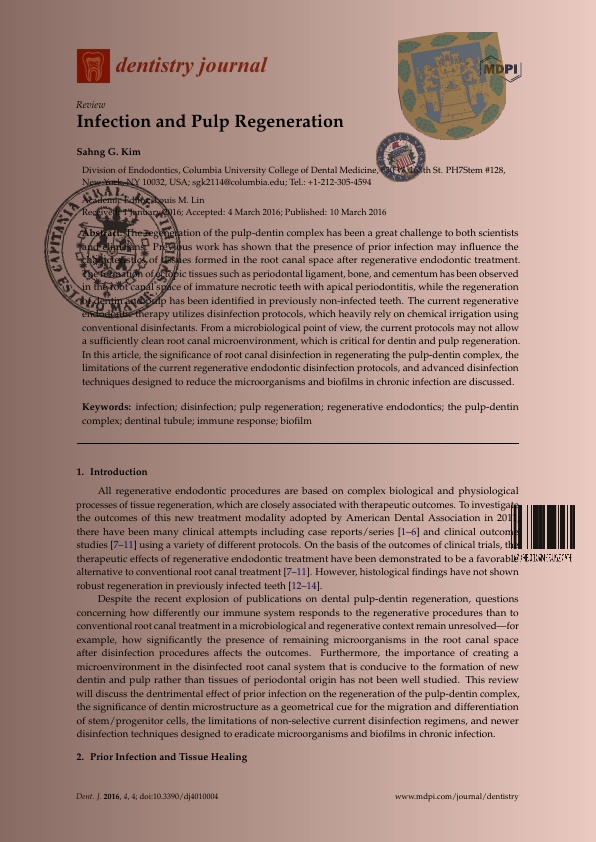 dentistry journal
MDPI
Review
Infection and Pulp Regeneration
Sahng G. Kim
Division of Endodontics, Columbia University College of Dental Medicine, St. PH7Stem #128,
New York, NY 10032, USA; sgk2114@columbia.edu; Tel.: +1-212-305-4594
Academic Editor: Louis M. Lin
Received: 1 January 2016; Accepted: 4 March 2016; Published: 10 March 2016
Abstract: The regeneration of the pulp-dentin complex has been a great challenge to both scientists
and clinicians. Previous work has shown that the presence of prior infection may influence the
characteristics of tissues formed in the root canal space after regenerative endodontic treatment.
The formation of ectopic tissues such as periodontal ligament, bone, and cementum has been observed
in the root canal space of immature necrotic teeth with apical periodontitis, while the regeneration
of dentin and pulp has been identified in previously non-infected teeth. The current regenerative
endodontic therapy utilizes disinfection protocols, which heavily rely on chemical irrigation using
conventional disinfectants. From a microbiological point of view, the current protocols may not allow
a sufficiently clean root canal microenvironment, which is critical for dentin and pulp regeneration.
In this article, the significance of root canal disinfection in regenerating the pulp-dentin complex, the
limitations of the current regenerative endodontic disinfection protocols, and advanced disinfection
techniques designed to reduce the microorganisms and biofilms in chronic infection are discussed.
Keywords: infection; disinfection; pulp regeneration; regenerative endodontics; the pulp-dentin
complex; dentinal tubule; immune response; biofilm
1. Introduction
All regenerative endodontic procedures are based on complex biological and physiological
processes of tissue regeneration, which are closely associated with therapeutic outcomes. To investigate
the outcomes of this new treatment modality adopted by American Dental Association in 2011
there have been many clinical attempts including case reports/series [1–6] and clinical outcome
studies [7–11] using a variety of different protocols. On the basis of the outcomes of clinical trials, the
therapeutic effects of regenerative endodontic treatment have been demonstrated to be a favorable
alternative to conventional root canal treatment [7–11]. However, histological findings have not shown
robust regeneration in previously infected teeth [12–14].
Despite the recent explosion of publications on dental pulp-dentin regeneration, questions
concerning how differently our immune system responds to the regenerative procedures than to
conventional root canal treatment in a microbiological and regenerative context remain unresolved—for
example, how significantly the presence of remaining microorganisms in the root canal space
after disinfection procedures affects the outcomes. Furthermore, the importance of creating a
microenvironment in the disinfected root canal system that is conducive to the formation of new
dentin and pulp rather than tissues of periodontal origin has not been well studied. This review
will discuss the dentrimental effect of prior infection on the regeneration of the pulp-dentin complex,
the significance of dentin microstructure as a geometrical cue for the migration and differentiation
of stem/progenitor cells, the limitations of non-selective current disinfection regimens, and newer
disinfection techniques designed to eradicate microorganisms and biofilms in chronic infection.
2. Prior Infection and Tissue Healing
Dent. J. 2016, 4, 4; doi:10.3390/dj4010004
www.mdpi.com/journal/dentistry